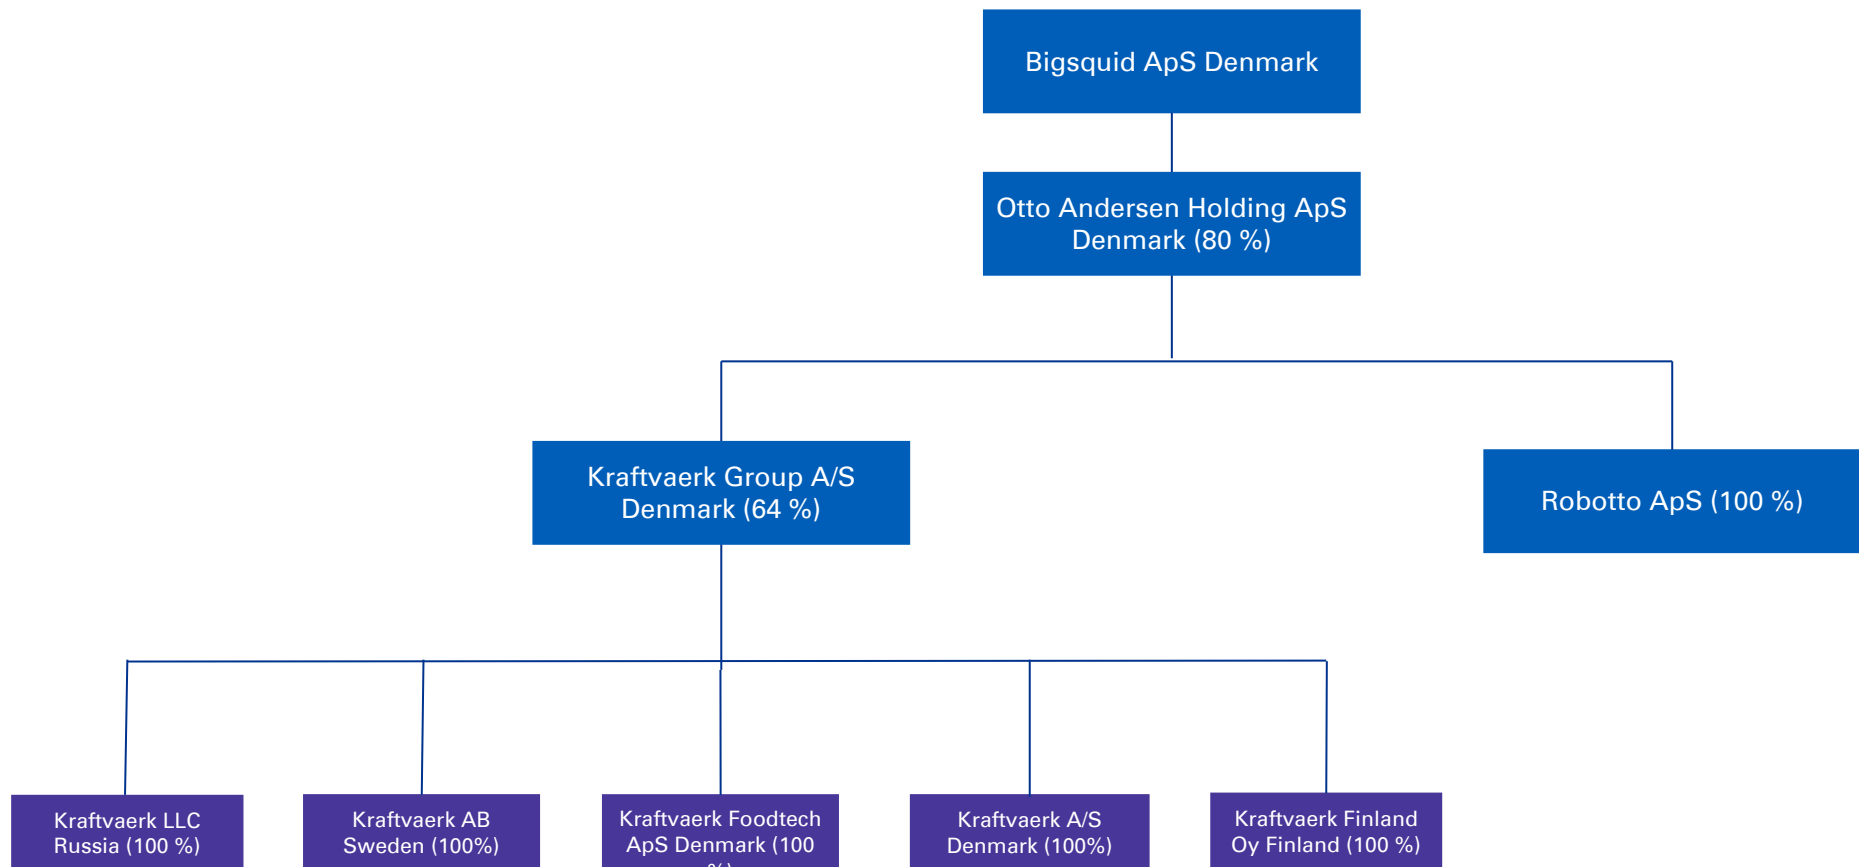 Bigsquid ApS Denmark
Otto Andersen Holding ApS
Denmark (80 %)
Kraftvaerk Group A/S
Denmark (64 %)
Robotto ApS (100 %)
Kraftvaerk LLC
Russia (100 %)
Kraftvaerk AB
Sweden (100%)
Kraftvaerk Foodtech
ApS Denmark (100
%)
Kraftvaerk A/S
Denmark (100%)
Kraftvaerk Finland
Oy Finland (100 %)